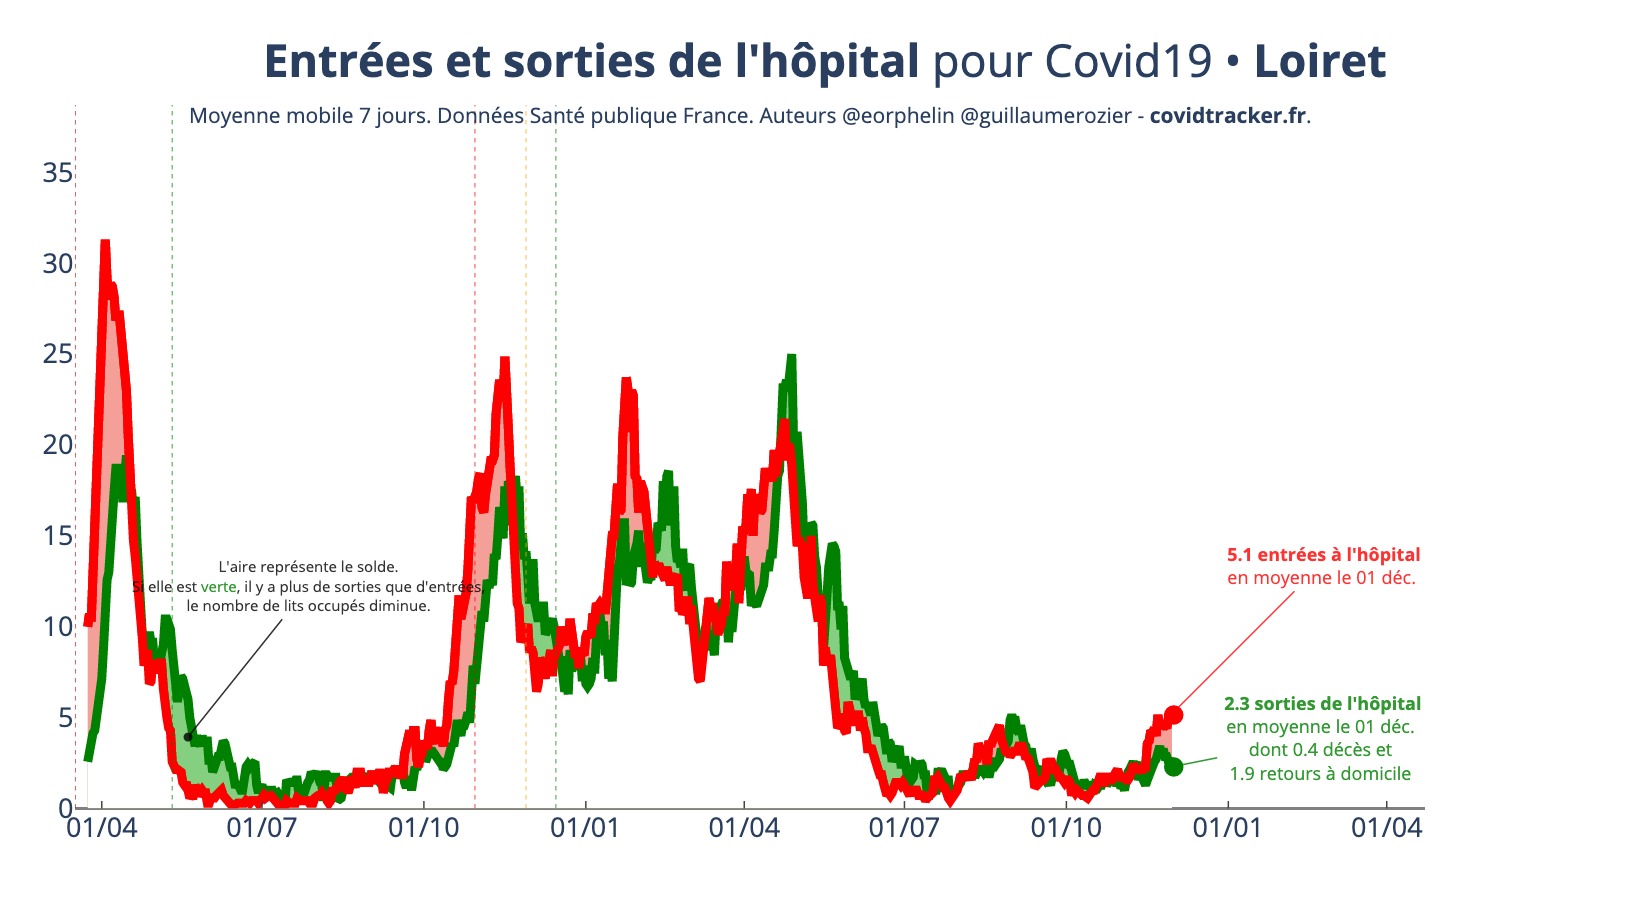 Entrées et sorties de l'hôpital pour Covid19 • Loiret
Moyenne mobile 7 jours. Données Santé publique France. Auteurs @eorphelin @guillaumerozier - covidtracker.fr.
35
30
25
20
15
10
5
0
L'aire représente le solde.
Si elle est verte, il y a plus de sorties que d'entrées,
le nombre de lits occupés diminue.
5.1 entrées à l'hôpital
en moyenne le 01 déc.
2.3 sorties de l'hôpital
en moyenne le 01 déc.
dont 0.4 décès et
1.9 retours à domicile
01/04 01/07 01/10 01/01 01/04 01/07 01/10 01/01 01/04